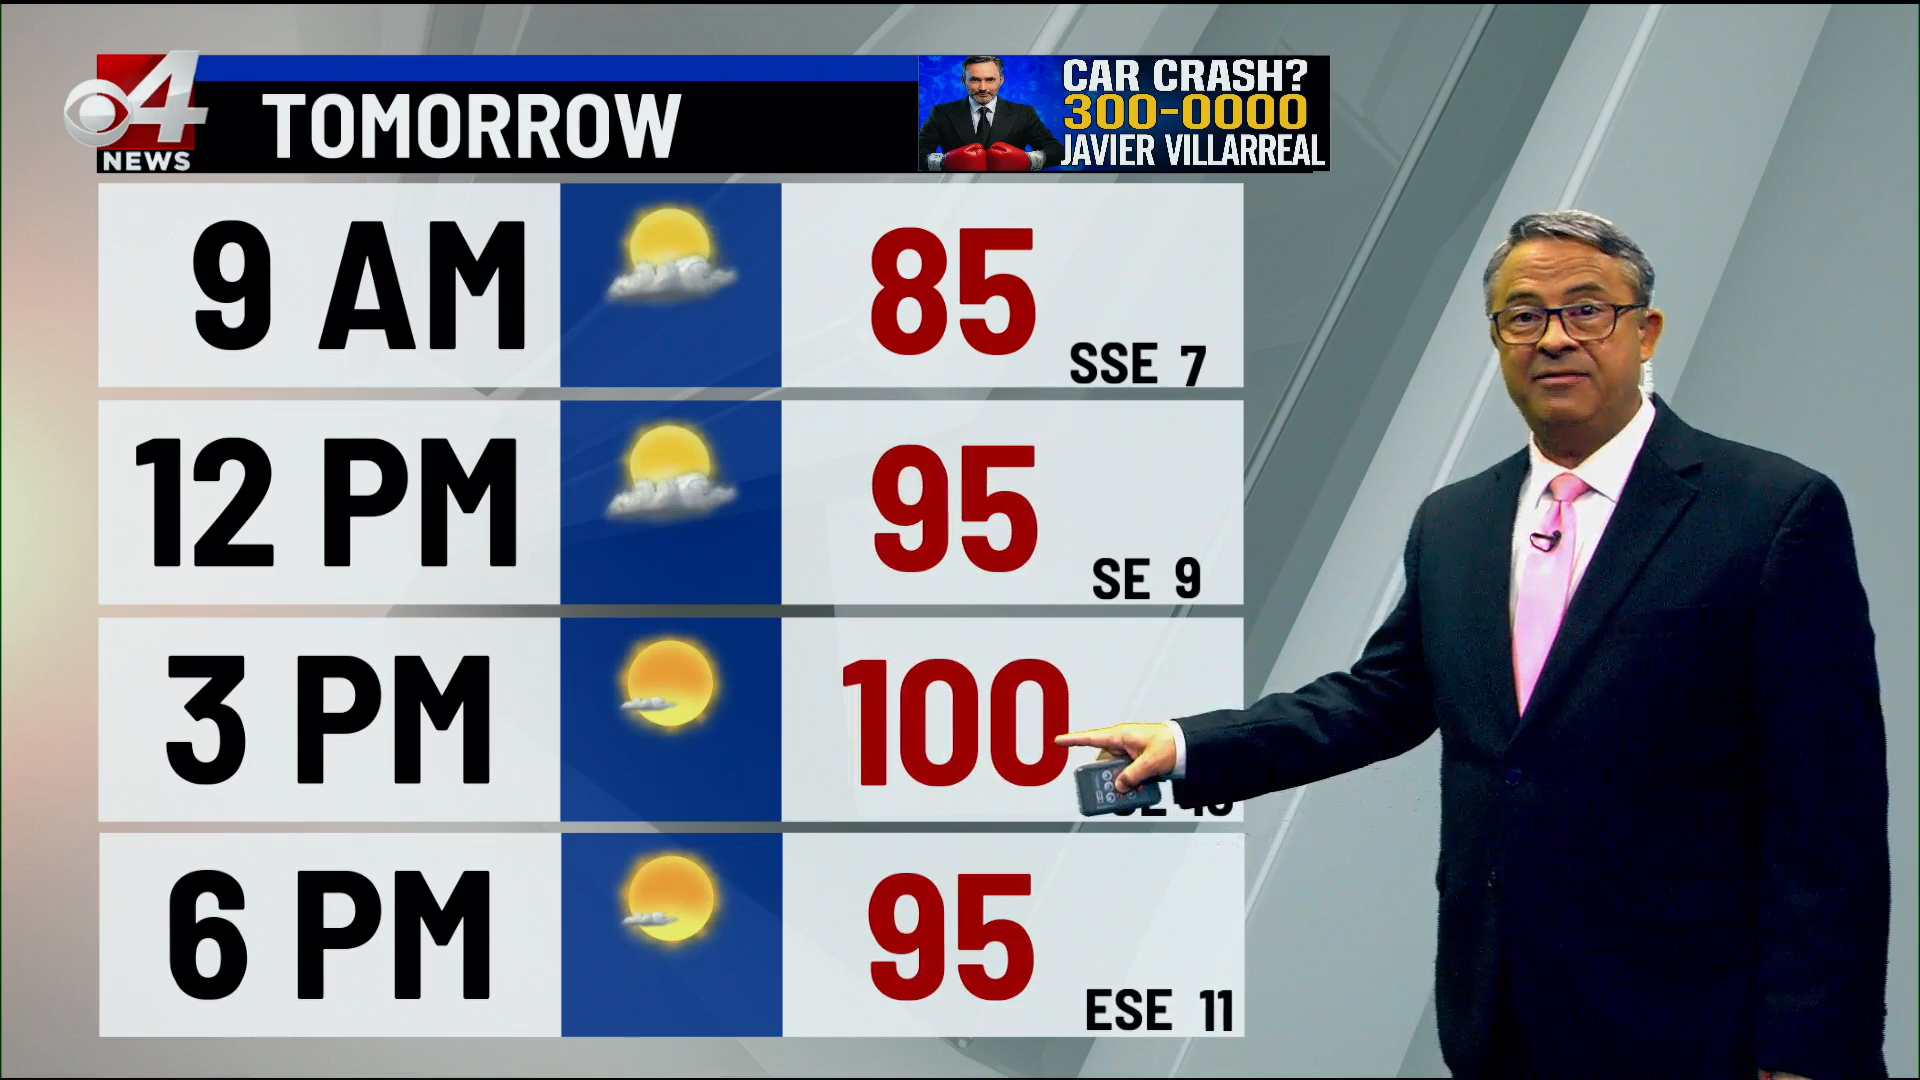 4
NEWS
TOMORROW
CAR CRASH?
300-0000
JAVIER VILLARREAL
9 AM
85
SSE 7
12 PM
95
SE 9
3 PM
100
6 PM
95
ESE 11